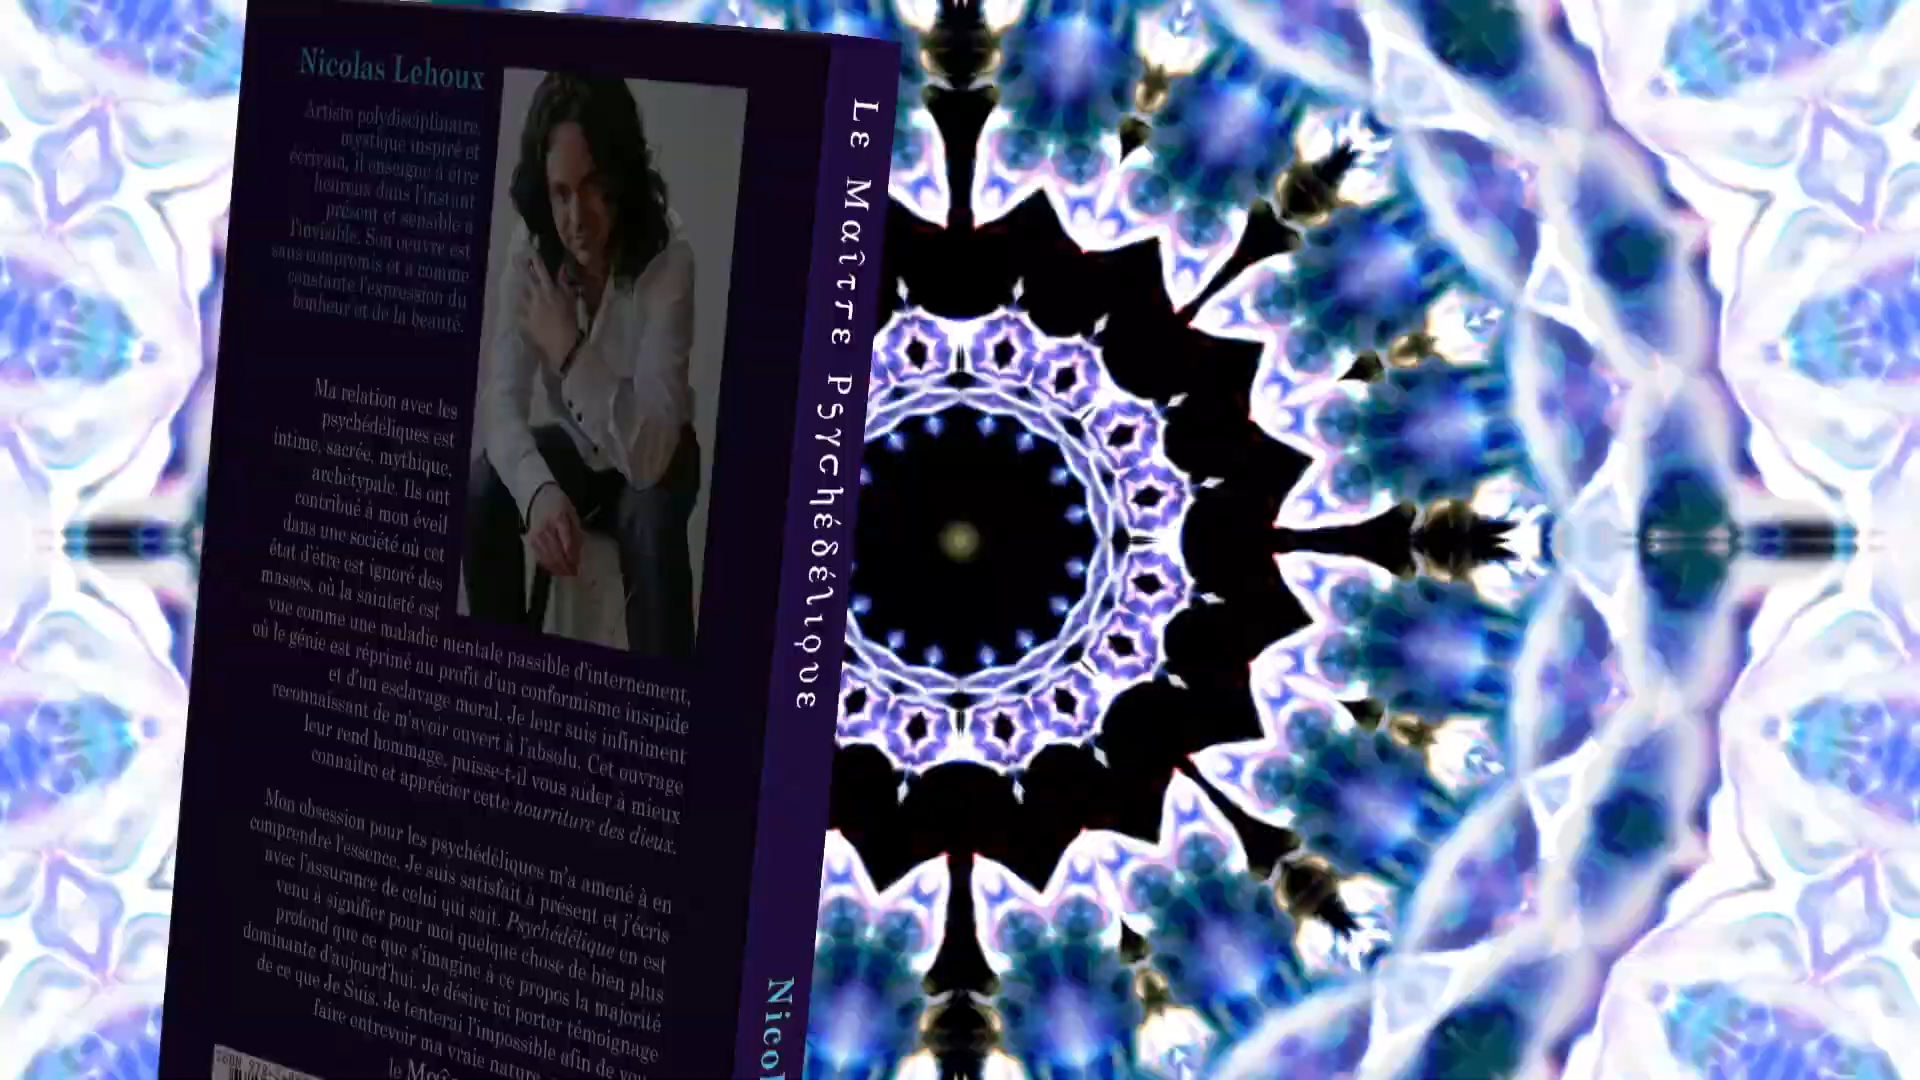 Nicolas Lehoux
Artiste polydisciplinaire,
mystique inspiré et
écrivain, il enseigne à être
heureux dans l'instant
présent et sensible à
l'invisible. Son oeuvre est
sans compromis et a comme
constante l'expression du
bonheur et de la beauté.
Ma relation avec les
psychédéliques est
intime, sacrée, mythique,
archétypale. Ils ont
contribué à mon éveil
dans une société où cet
état d'être est ignoré des
masses, où la sainteté est
vue comme une maladie mentale passible d'internement,
où le génie est réprimé au profit d'un conformisme insipide
et d'un esclavage moral. Je leur suis infiniment
reconnaissant de m'avoir ouvert à l'absolu. Cet ouvrage
leur rend hommage, puisse-t-il vous aider à mieux
connaître et apprécier cette nourriture des dieux.
Mon obsession pour les psychédéliques m'a amené à en
comprendre l'essence. Je suis satisfait à présent et j'écris
avec l'assurance de celui qui sait. Psychédélique en est
venu à signifier pour moi quelque chose de bien plus
profond que ce que s'imagine à ce propos la majorité
dominante d'aujourd'hui. Je désire ici porter témoignage
de ce que Je Suis. Je tenterai l'impossible afin de
faire entrevoir ma vraie nature
le
Le Maître Psychédélique
Nicol